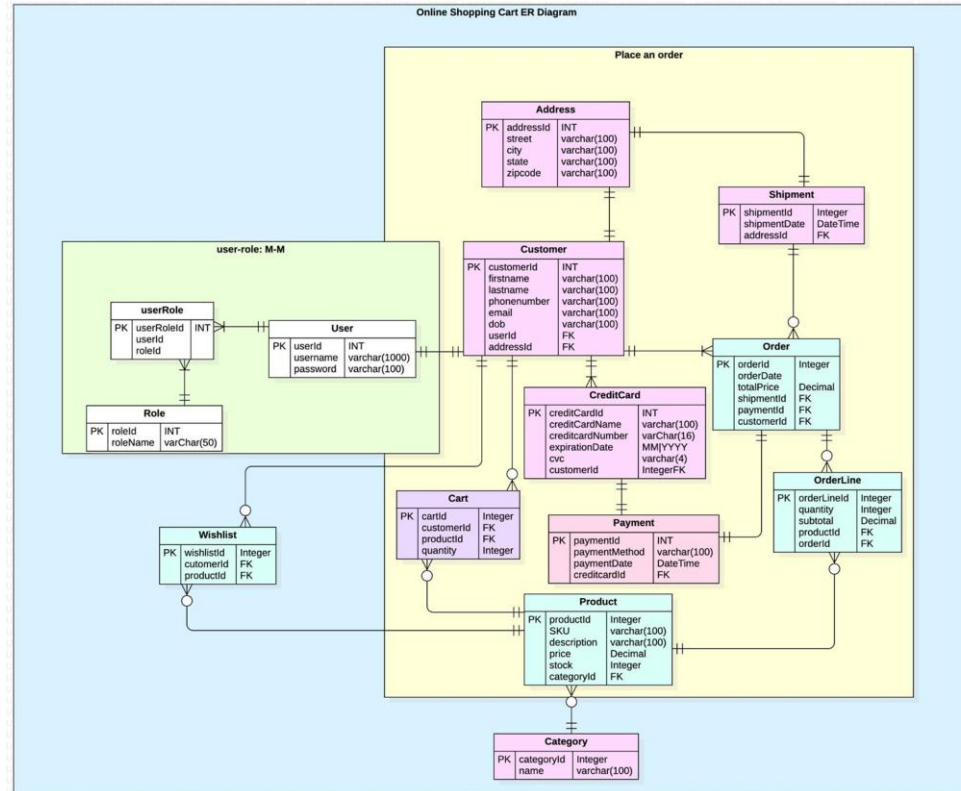 Online Shopping Cart ER Diagram
Place an order
Address
PK addressId INT
street varchar(100)
city varchar(100)
state varchar(100)
zipcode varchar(100)
Shipment
PK shipmentId Integer
shipmentDate DateTime
addressId FK
user-role: M-M
userRole
PK userRoleId INT
userId
roleId
User
PK userId INT
username varchar(1000)
password varchar(100)
Role
PK roleId INT
roleName varChar(50)
Customer
PK customerId INT
firstname varchar(100)
lastname varchar(100)
phonenumber varchar(100)
email varchar(100)
dob varchar(100)
userId FK
addressId FK
Order
PK orderId Integer
orderDate
totalPrice Decimal
shipmentId FK
paymentId FK
customerId FK
CreditCard
PK creditCardId INT
creditCardName varchar(100)
creditcardNumber varChar(16)
expirationDate MM|YYYY
cvc varchar(4)
customerId IntegerFK
OrderLine
PK orderLineId Integer
quantity Integer
subtotal Decimal
productId FK
orderId FK
Cart
PK cartId Integer
customerId FK
productId FK
quantity Integer
Payment
PK paymentId INT
paymentMethod varchar(100)
paymentDate DateTime
creditcardId FK
Wishlist
PK wishlistId Integer
cutomerId FK
productId FK
Product
PK productId Integer
SKU varchar(100)
description varchar(100)
price Decimal
stock Integer
categoryId FK
Category
PK categoryId Integer
name varchar(100)